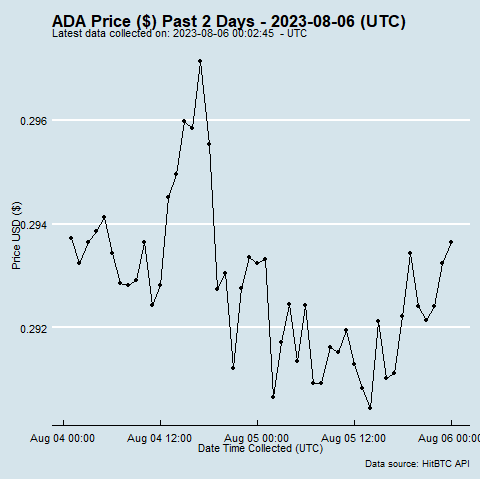 ADA Price ($) Past 2 Days - 2023-08-06 (UTC)
Latest data collected on: 2023-08-06 00:02:45 - UTC
0.296
0.294
0.292
Price USD ($)
Aug 04 00:00 Aug 04 12:00 Aug 05 00:00 Aug 05 12:00 Aug 06 00:00
Date Time Collected (UTC)
Data source: HitBTC API